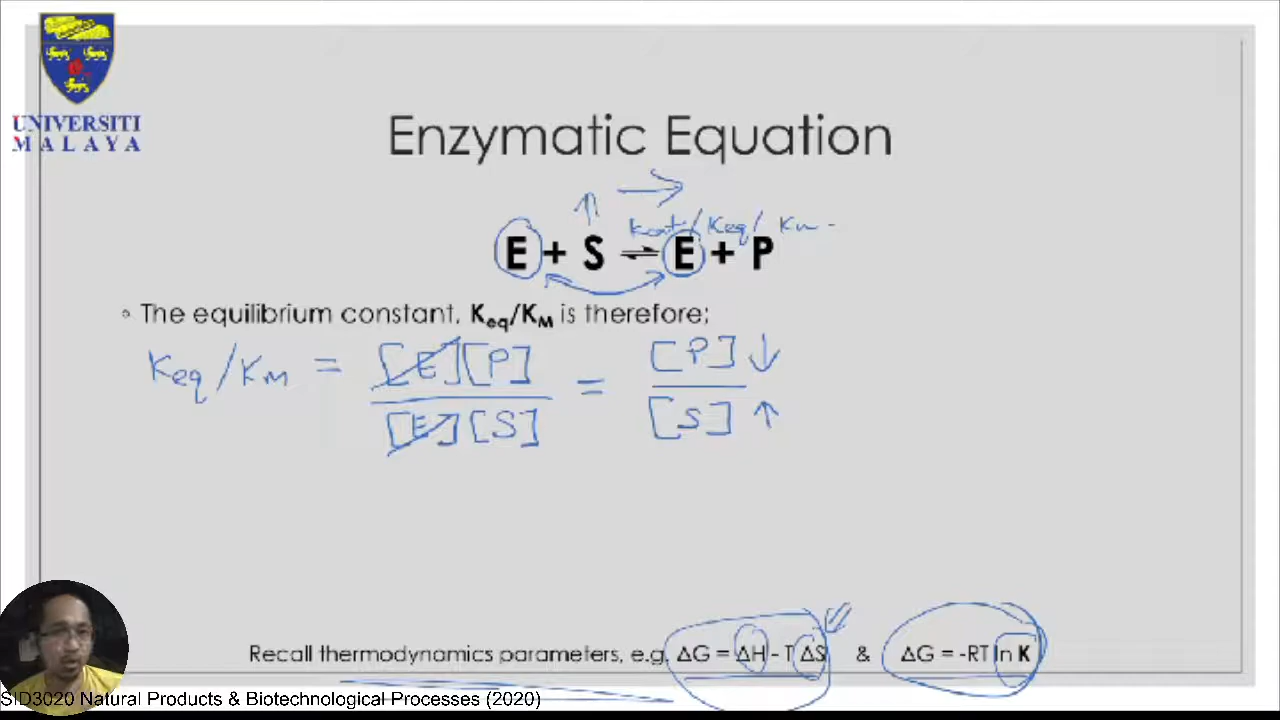 UNIVERSITI
MALAYA
Enzymatic Equation
Kcat / Keq / Km
E + S ⇌ E + P
◦ The equilibrium constant, Keq/KM is therefore;
Keq/Km = [E][P] / [E][S] = [P] ↓ / [S] ↑
Recall thermodynamics parameters, e.g. ΔG = ΔH - TΔS & ΔG = -RT ln K
SID3020 Natural Products & Biotechnological Processes (2020)